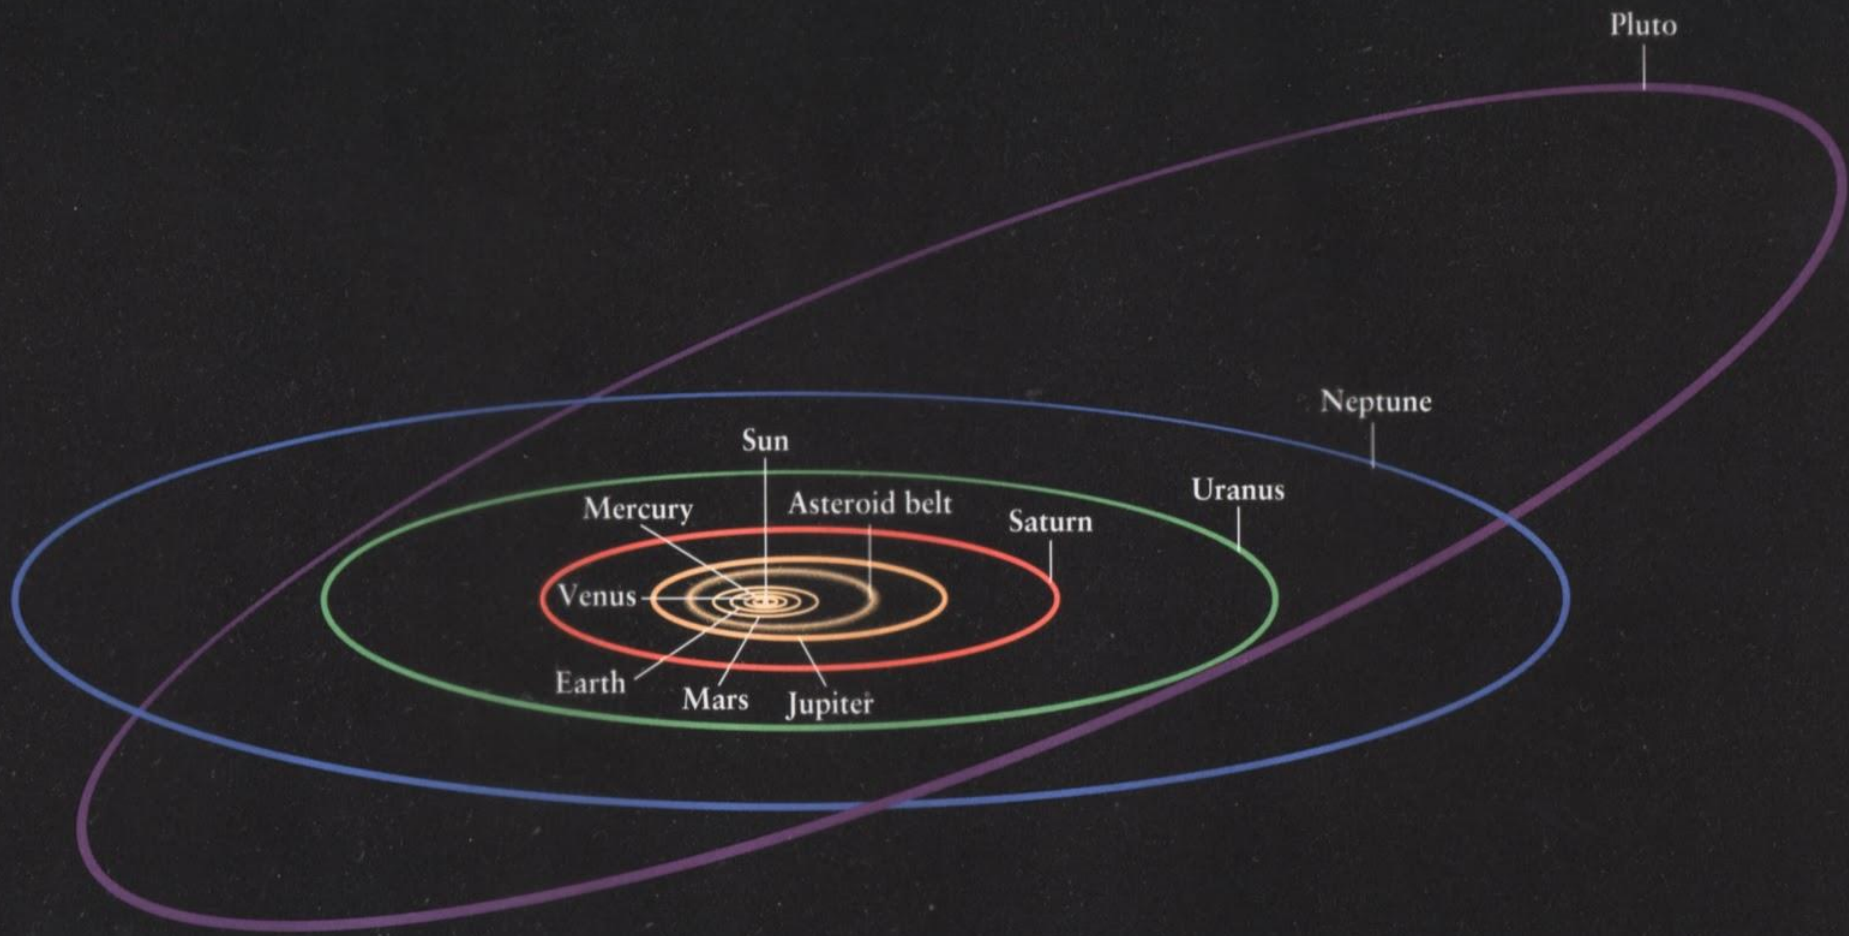 Pluto
Neptune
Sun
Uranus
Mercury
Asteroid belt
Saturn
Venus
Earth
Mars
Jupiter